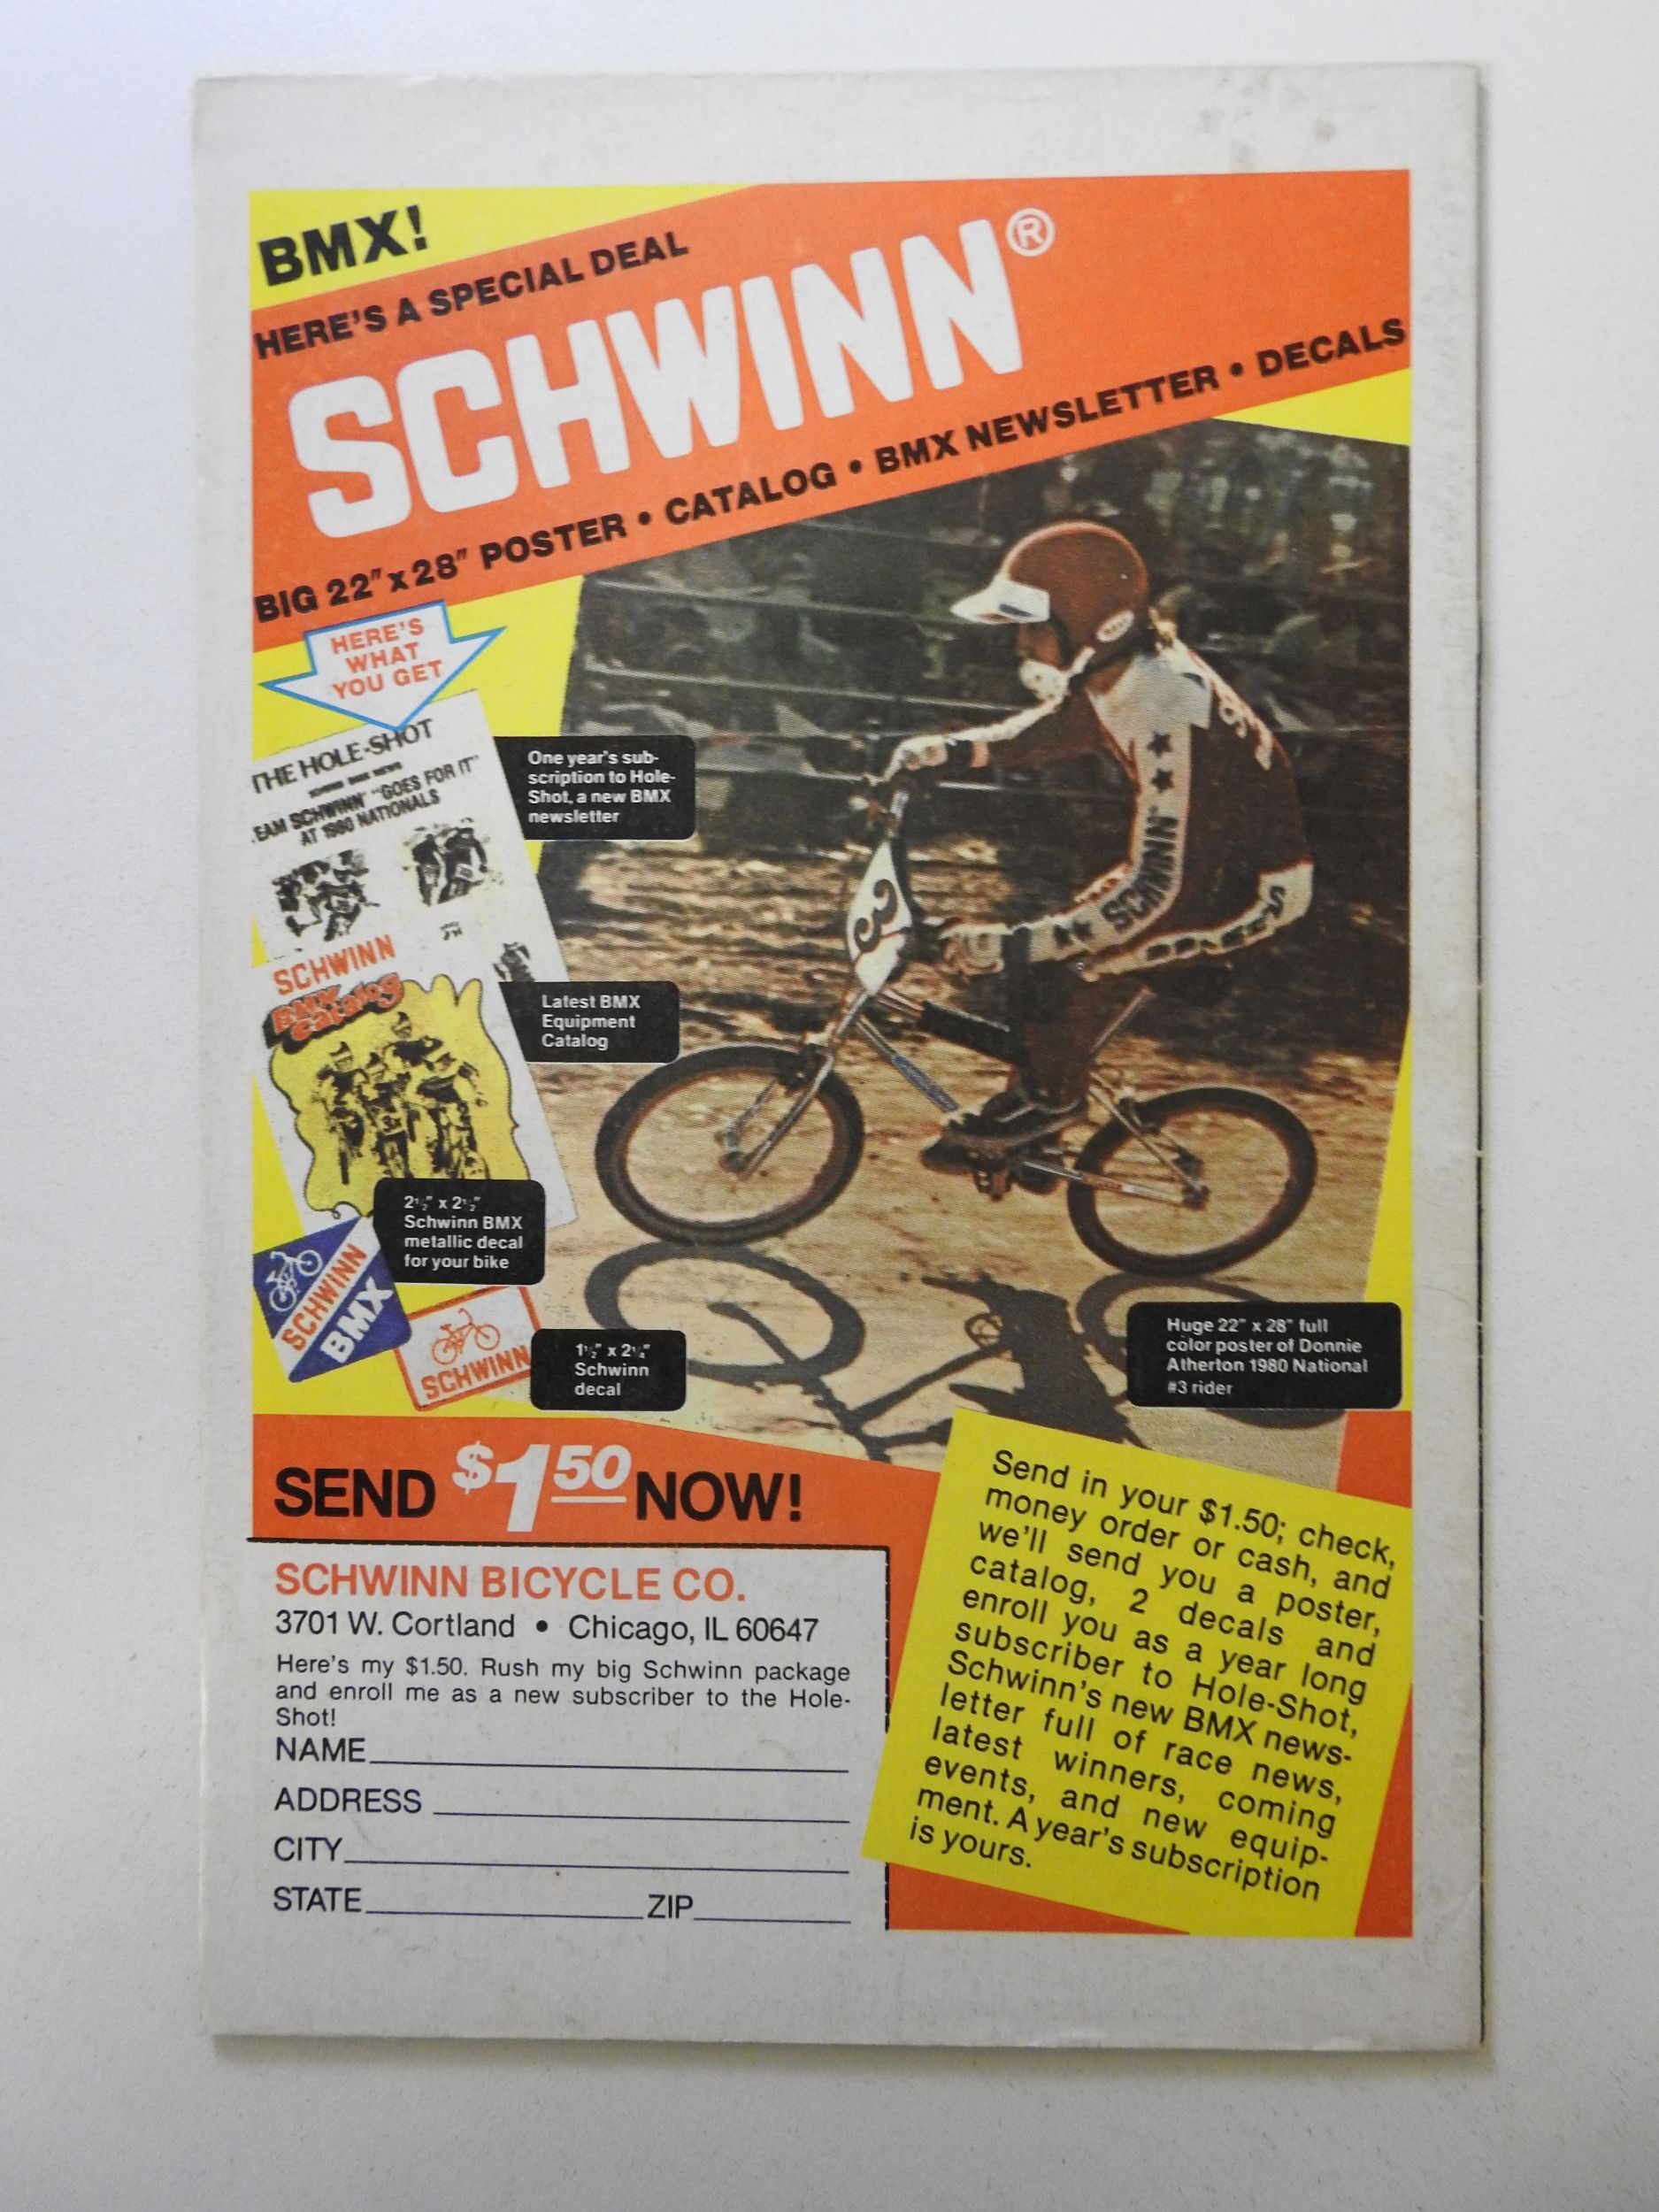 BMX!
HERE'S A SPECIAL DEAL
SCHWINN®
BIG 22" x 28" POSTER • CATALOG • BMX NEWSLETTER • DECALS
HERE'S
WHAT
YOU GET
THE HOLE-SHOT
EAM SCHWINN "GOES FOR IT"
AT 1980 NATIONALS
One year's sub-
scription to Hole-
Shot, a new BMX
newsletter
SCHWINN
BMX
Catalog
Latest BMX
Equipment
Catalog
2½" x 2½"
Schwinn BMX
metallic decal
for your bike
SCHWINN
BMX
SCHWINN
1½" x 2¼"
Schwinn
decal
3
SCHWINN
BELL
Huge 22" x 28" full
color poster of Donnie
Atherton 1980 National
#3 rider
SEND $1.50 NOW!
SCHWINN BICYCLE CO.
3701 W. Cortland • Chicago, IL 60647
Here's my $1.50. Rush my big Schwinn package
and enroll me as a new subscriber to the Hole-
Shot!
NAME
ADDRESS
CITY
STATE ZIP
Send in your $1.50; check,
money order or cash, and
we'll send you a poster,
catalog, 2 decals and
enroll you as a year long
subscriber to Hole-Shot,
Schwinn's new BMX news-
letter full of race news,
latest winners, coming
events, and new equip-
ment. A year's subscription
is yours.